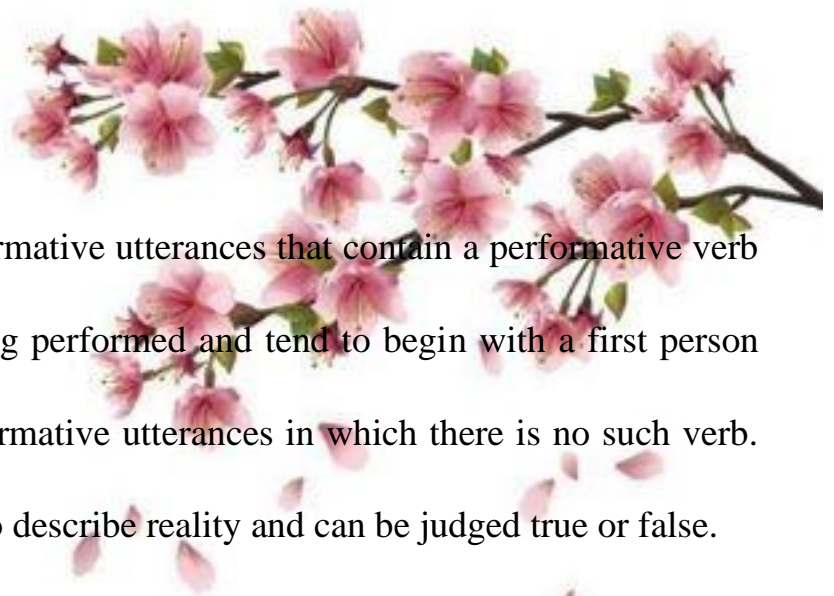 rmative utterances that contain a performative verb
g performed and tend to begin with a first person
rmative utterances in which there is no such verb.
o describe reality and can be judged true or false.